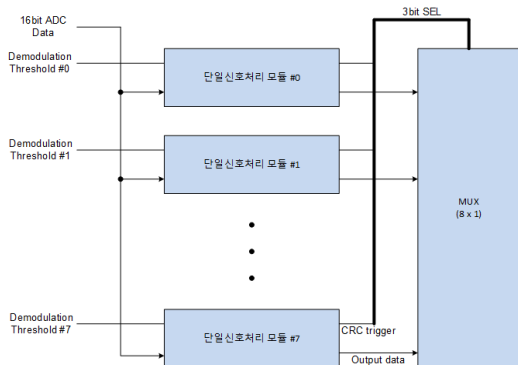 16bit ADC
Data
3bit SEL
Demodulation
Threshold #0
단일신호처리 모듈 #0
Demodulation
Threshold #1
단일신호처리 모듈 #1
MUX
(8 x 1)
Demodulation
Threshold #7
단일신호처리 모듈 #7
CRC trigger
Output data